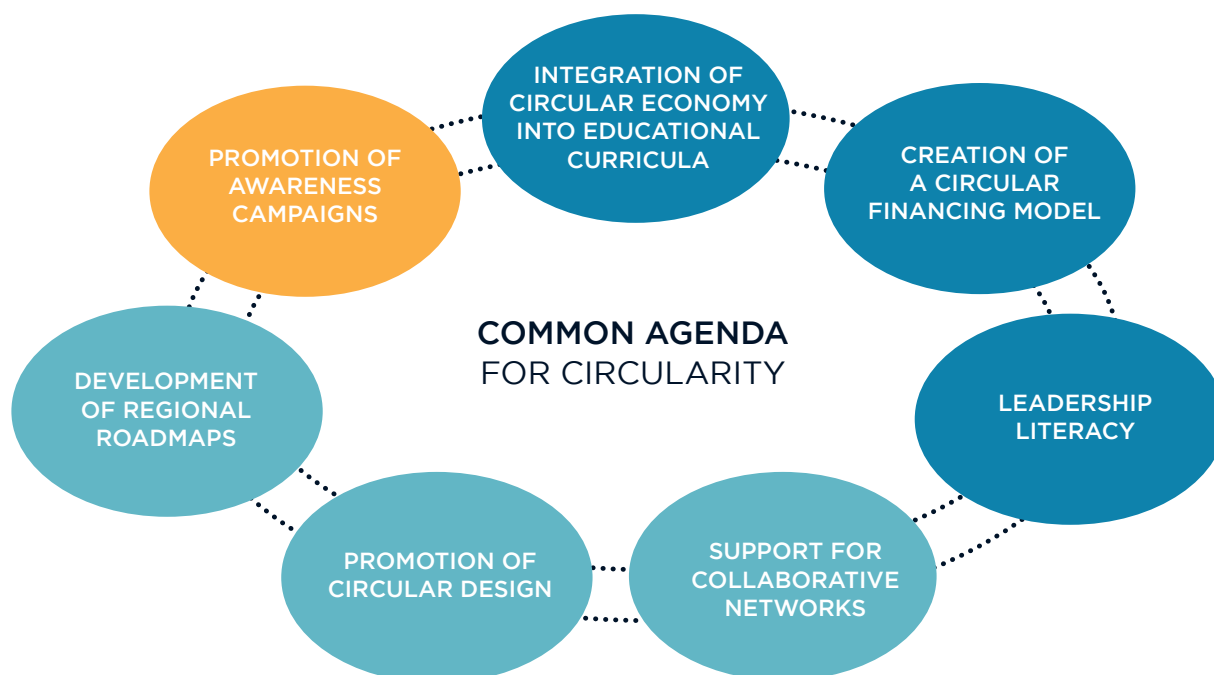 INTEGRATION OF
CIRCULAR ECONOMY
INTO EDUCATIONAL
CURRICULA
PROMOTION OF
AWARENESS
CAMPAIGNS
CREATION OF
A CIRCULAR
FINANCING MODEL
COMMON AGENDA
FOR CIRCULARITY
DEVELOPMENT
OF REGIONAL
ROADMAPS
LEADERSHIP
LITERACY
PROMOTION OF
CIRCULAR DESIGN
SUPPORT FOR
COLLABORATIVE
NETWORKS